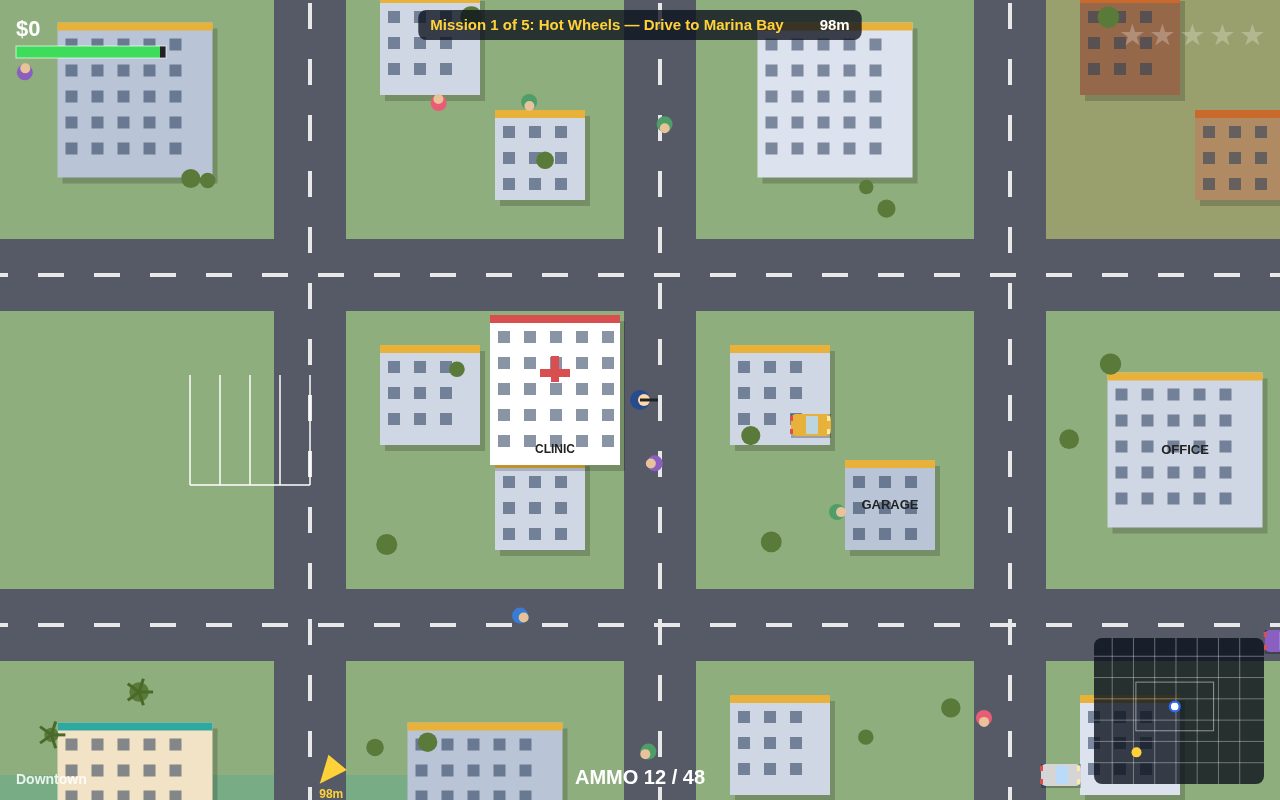 $0
Mission 1 of 5: Hot Wheels — Drive to Marina Bay 98m
CLINIC
OFFICE
GARAGE
Downtown
AMMO 12 / 48
98m